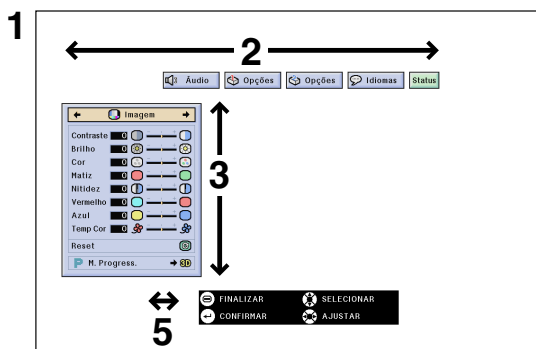 1
2
Áudio Opções Opções Idiomas Status
Imagem
3
Contraste 0
Brilho 0
Cor 0
Matiz 0
Nitidez 0
Vermelho 0
Azul 0
Temp Cor 0
Reset
P M. Progress. 3D
5
FINALIZAR SELECIONAR
CONFIRMAR AJUSTAR